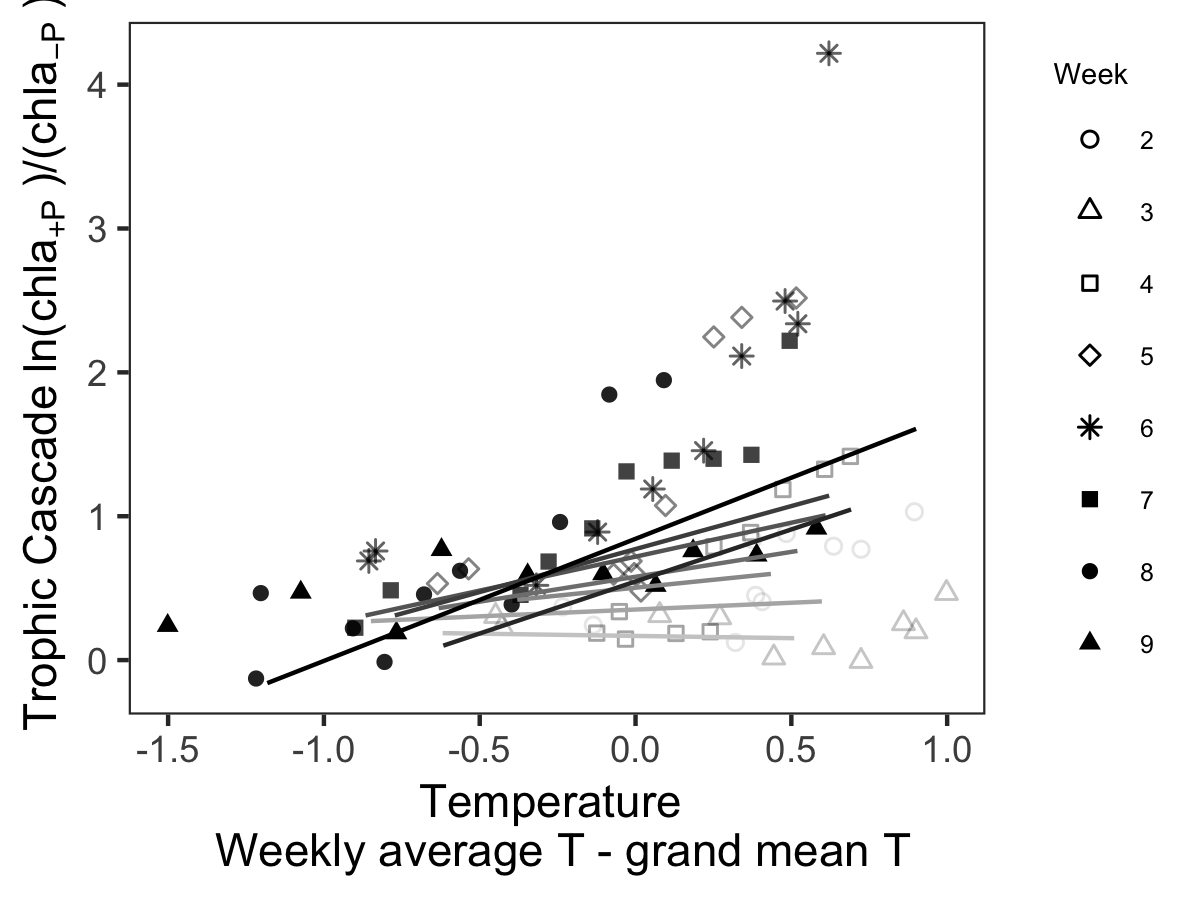 Trophic Cascade ln(chla+P )/(chla−P )
4
3
2
1
0
-1.5 -1.0 -0.5 0.0 0.5 1.0
Temperature
Weekly average T - grand mean T
Week
2
3
4
5
6
7
8
9